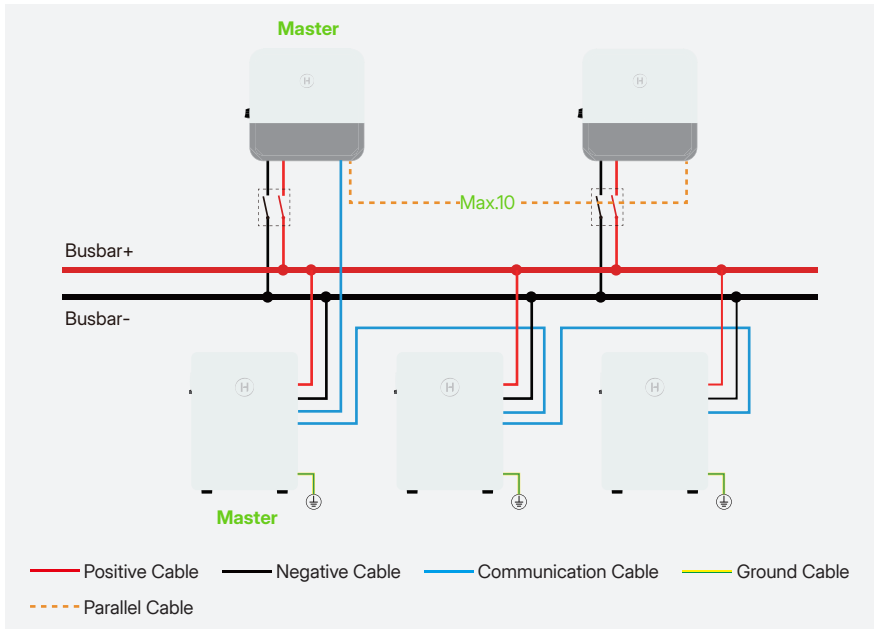 Master
H
H
Max.10
Busbar+
Busbar-
H
H
H
Master
Positive Cable
Negative Cable
Communication Cable
Ground Cable
Parallel Cable